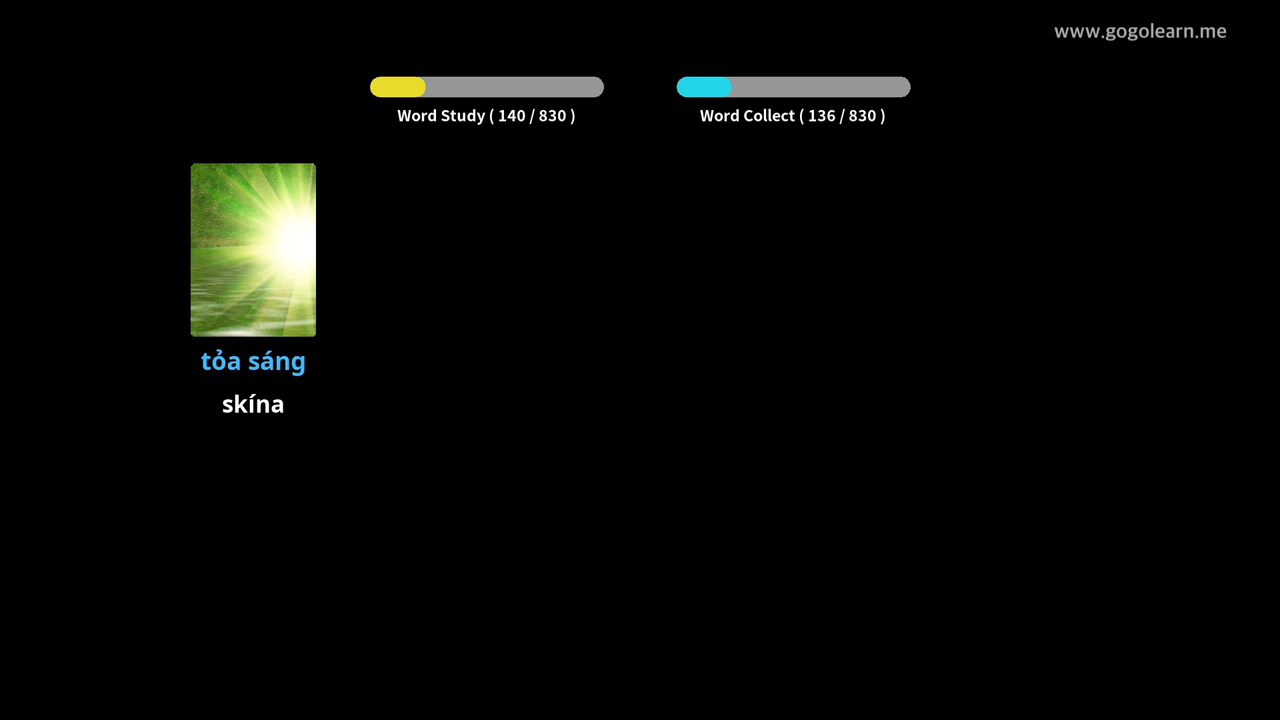 www.gogolearn.me
Word Study ( 140 / 830 )
Word Collect ( 136 / 830 )
tỏa sáng
skína